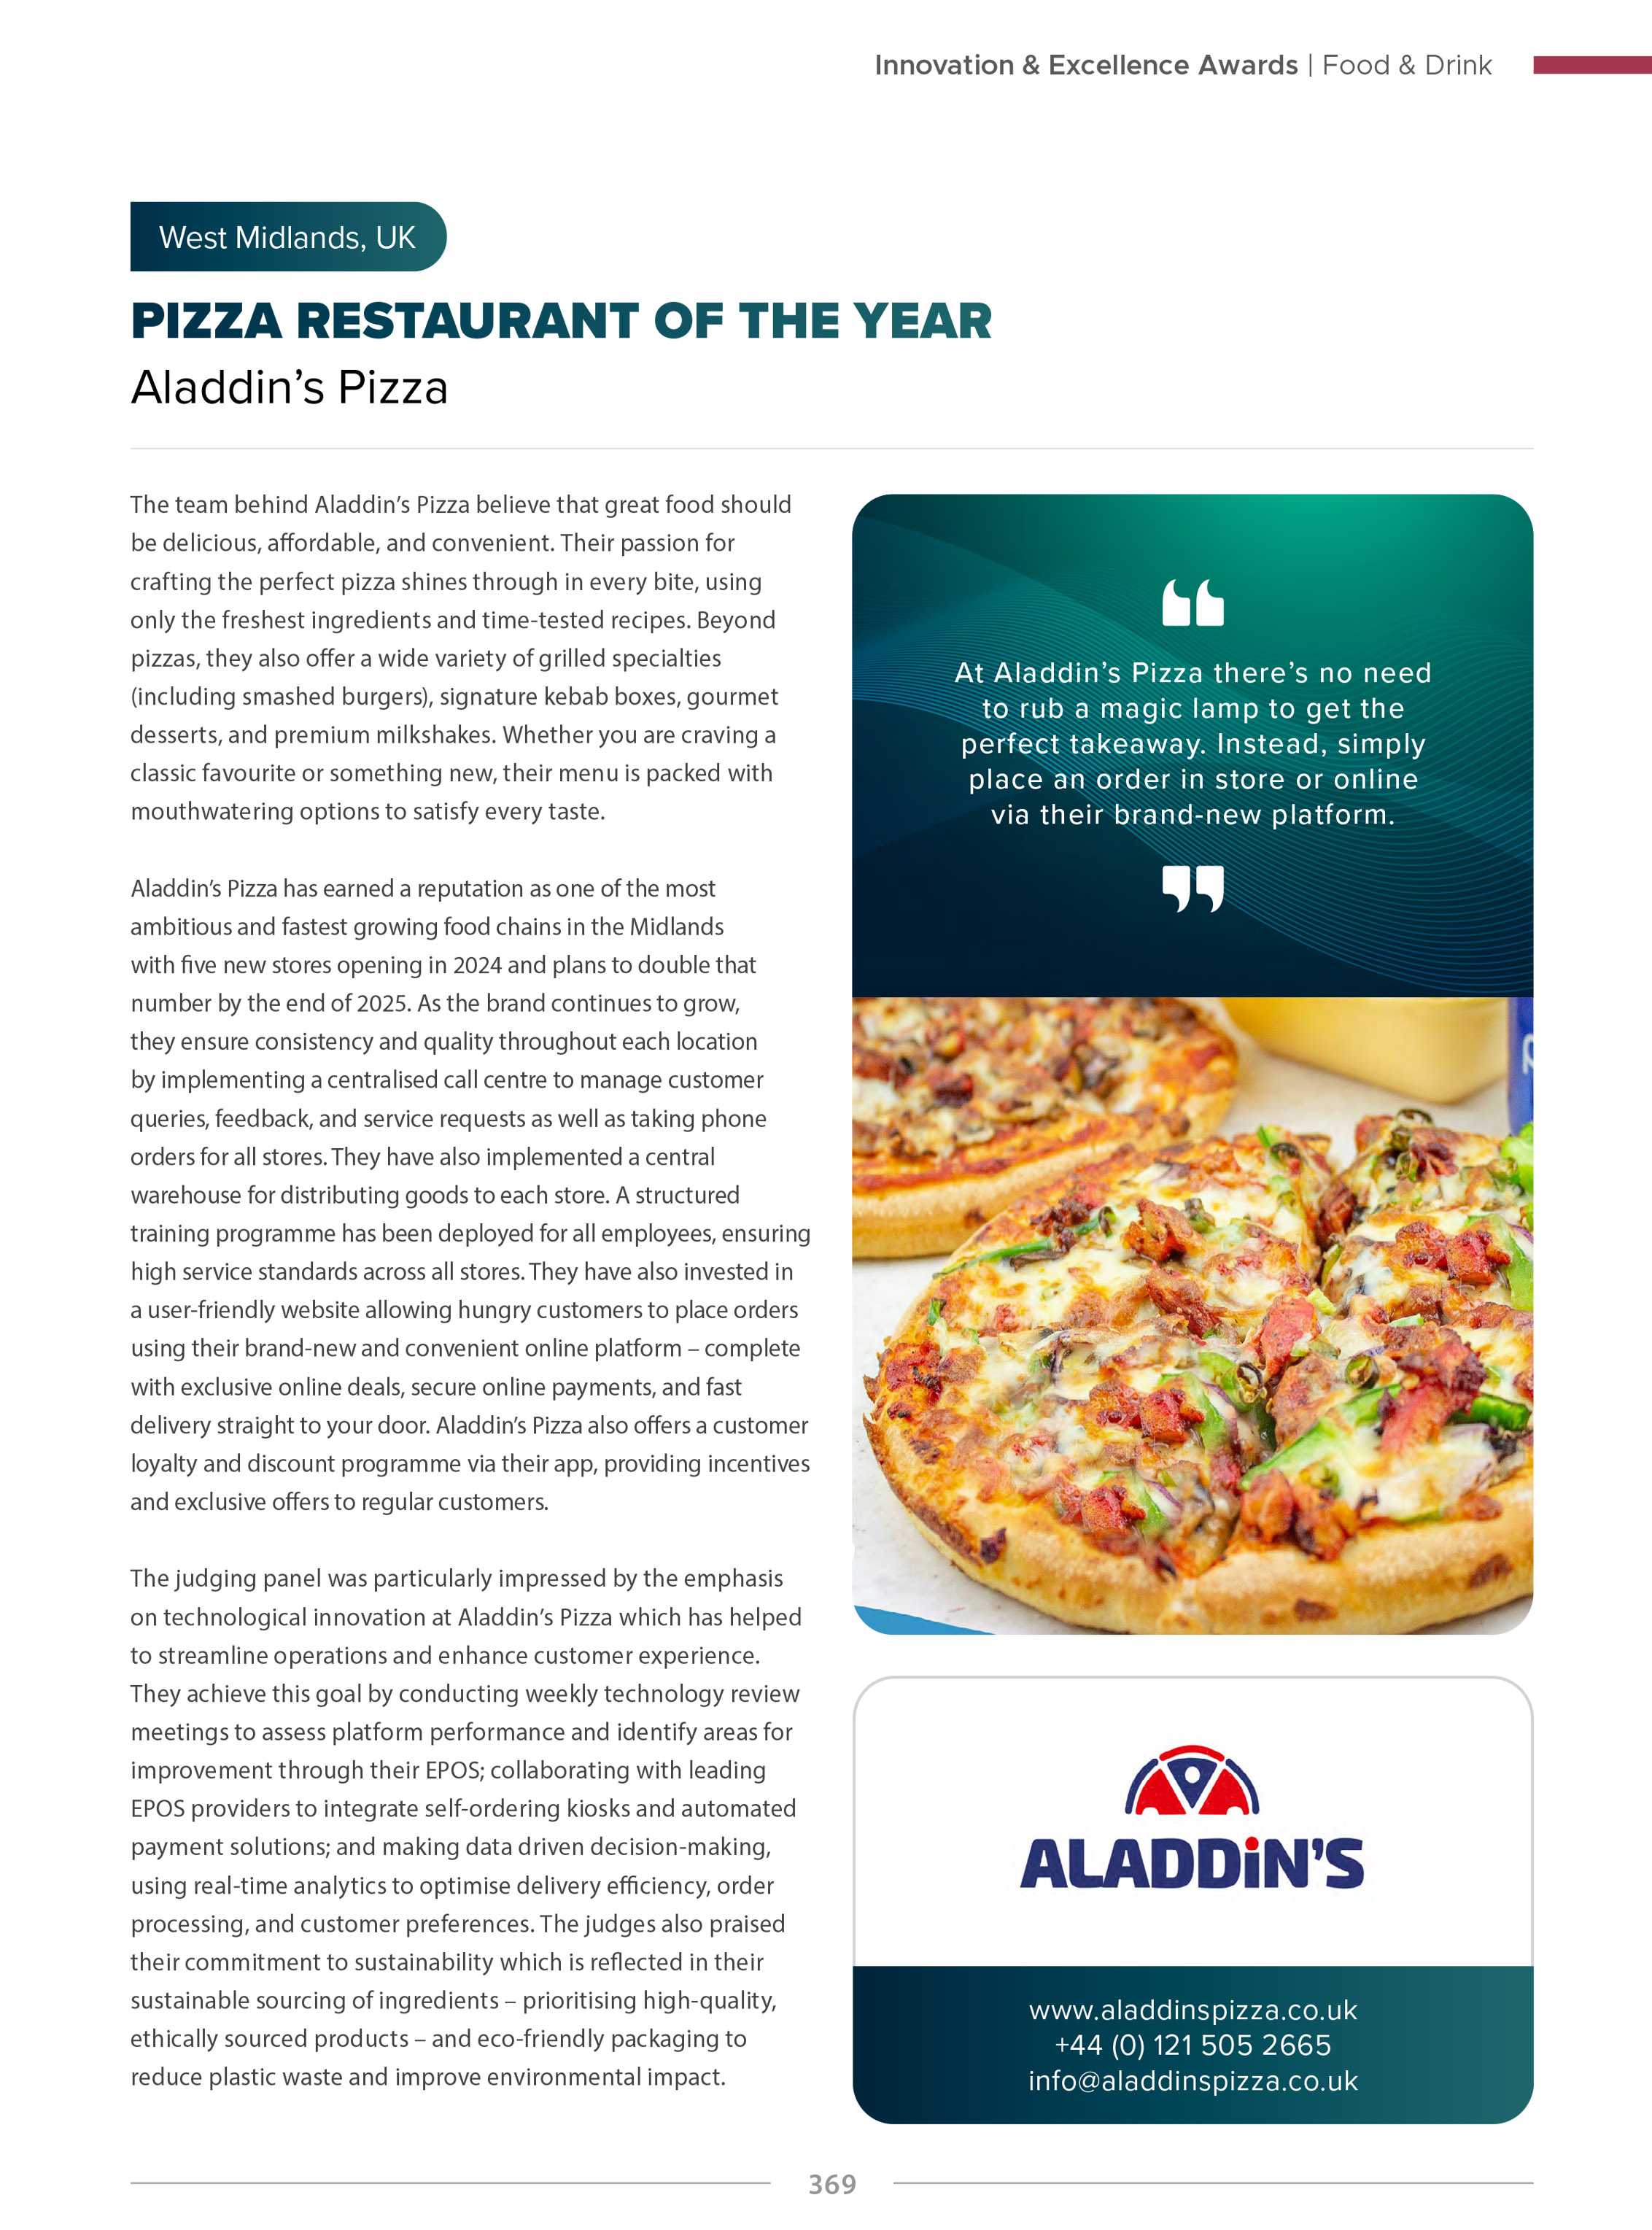 Innovation & Excellence Awards | Food & Drink
West Midlands, UK
PIZZA RESTAURANT OF THE YEAR
Aladdin’s Pizza
The team behind Aladdin’s Pizza believe that great food should
be delicious, affordable, and convenient. Their passion for
crafting the perfect pizza shines through in every bite, using
only the freshest ingredients and time-tested recipes. Beyond
pizzas, they also offer a wide variety of grilled specialties
(including smashed burgers), signature kebab boxes, gourmet
desserts, and premium milkshakes. Whether you are craving a
classic favourite or something new, their menu is packed with
mouthwatering options to satisfy every taste.
Aladdin’s Pizza has earned a reputation as one of the most
ambitious and fastest growing food chains in the Midlands
with five new stores opening in 2024 and plans to double that
number by the end of 2025. As the brand continues to grow,
they ensure consistency and quality throughout each location
by implementing a centralised call centre to manage customer
queries, feedback, and service requests as well as taking phone
orders for all stores. They have also implemented a central
warehouse for distributing goods to each store. A structured
training programme has been deployed for all employees, ensuring
high service standards across all stores. They have also invested in
a user-friendly website allowing hungry customers to place orders
using their brand-new and convenient online platform – complete
with exclusive online deals, secure online payments, and fast
delivery straight to your door. Aladdin’s Pizza also offers a customer
loyalty and discount programme via their app, providing incentives
and exclusive offers to regular customers.
The judging panel was particularly impressed by the emphasis
on technological innovation at Aladdin’s Pizza which has helped
to streamline operations and enhance customer experience.
They achieve this goal by conducting weekly technology review
meetings to assess platform performance and identify areas for
improvement through their EPOS; collaborating with leading
EPOS providers to integrate self-ordering kiosks and automated
payment solutions; and making data driven decision-making,
using real-time analytics to optimise delivery efficiency, order
processing, and customer preferences. The judges also praised
their commitment to sustainability which is reflected in their
sustainable sourcing of ingredients – prioritising high-quality,
ethically sourced products – and eco-friendly packaging to
reduce plastic waste and improve environmental impact.
“
At Aladdin’s Pizza there’s no need
to rub a magic lamp to get the
perfect takeaway. Instead, simply
place an order in store or online
via their brand-new platform.
”
ALADDiN’S
www.aladdinspizza.co.uk
+44 (0) 121 505 2665
info@aladdinspizza.co.uk
369